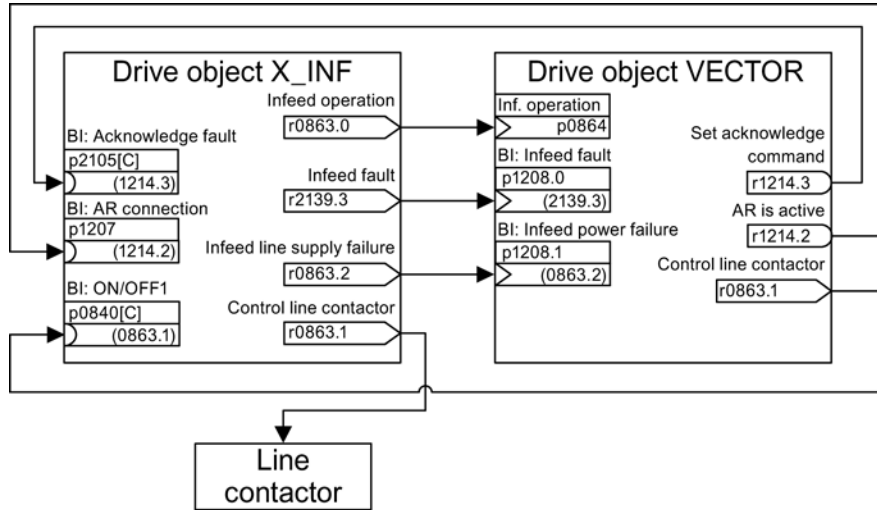 Drive object X_INF
Infeed operation
r0863.0
BI: Acknowledge fault
p2105[C]
(1214.3)
Infeed fault
r2139.3
BI: AR connection
p1207
(1214.2)
Infeed line supply failure
r0863.2
BI: ON/OFF1
p0840[C]
(0863.1)
Control line contactor
r0863.1
Drive object VECTOR
Inf. operation
p0864
BI: Infeed fault
p1208.0
(2139.3)
BI: Infeed power failure
p1208.1
(0863.2)
Set acknowledge
command
r1214.3
AR is active
r1214.2
Control line contactor
r0863.1
Line
contactor